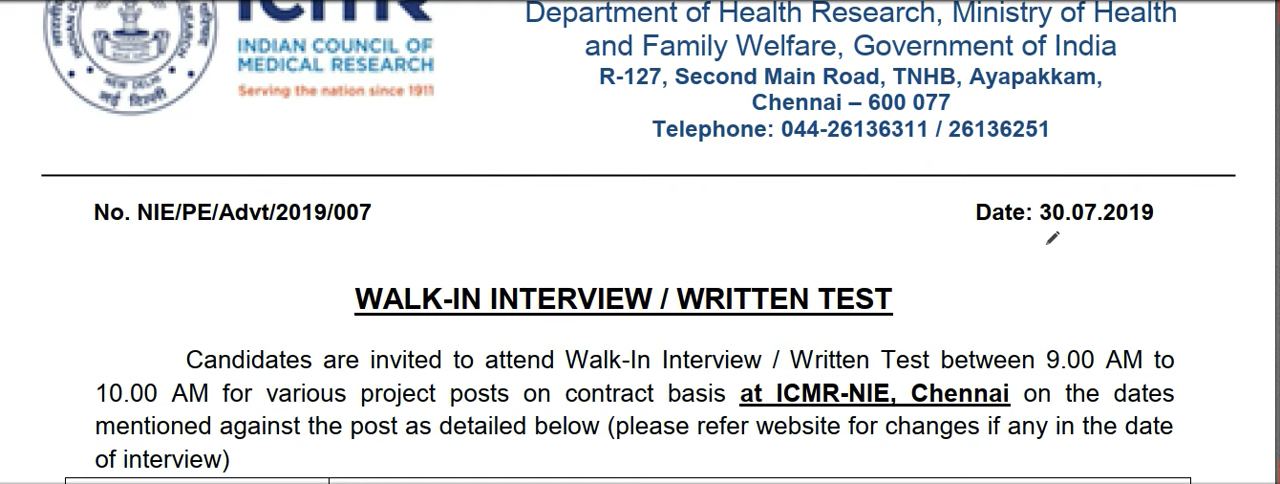 ICMR
INDIAN COUNCIL OF
MEDICAL RESEARCH
Serving the nation since 1911
NEW DELHI
नई दिल्ली
Department of Health Research, Ministry of Health
and Family Welfare, Government of India
R-127, Second Main Road, TNHB, Ayapakkam,
Chennai – 600 077
Telephone: 044-26136311 / 26136251
No. NIE/PE/Advt/2019/007
Date: 30.07.2019
WALK-IN INTERVIEW / WRITTEN TEST
Candidates are invited to attend Walk-In Interview / Written Test between 9.00 AM to
10.00 AM for various project posts on contract basis at ICMR-NIE, Chennai on the dates
mentioned against the post as detailed below (please refer website for changes if any in the date
of interview)